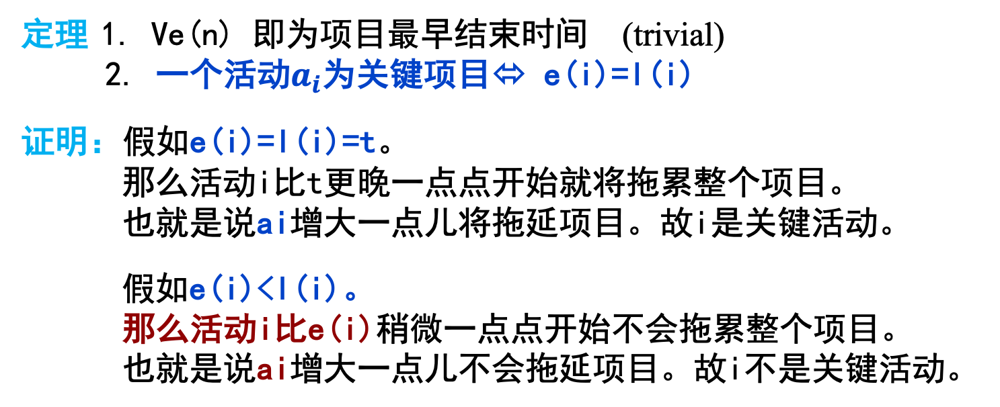 定理 1. Ve(n) 即为项目最早结束时间 (trivial)
2. 一个活动aᵢ为关键项目⇔ e(i)=l(i)
证明：假如e(i)=l(i)=t。
那么活动i比t更晚一点点开始就将拖累整个项目。
也就是说ai增大一点儿将拖延项目。故i是关键活动。
假如e(i)<l(i)。
那么活动i比e(i)稍微一点点开始不会拖累整个项目。
也就是说ai增大一点儿不会拖延项目。故i不是关键活动。